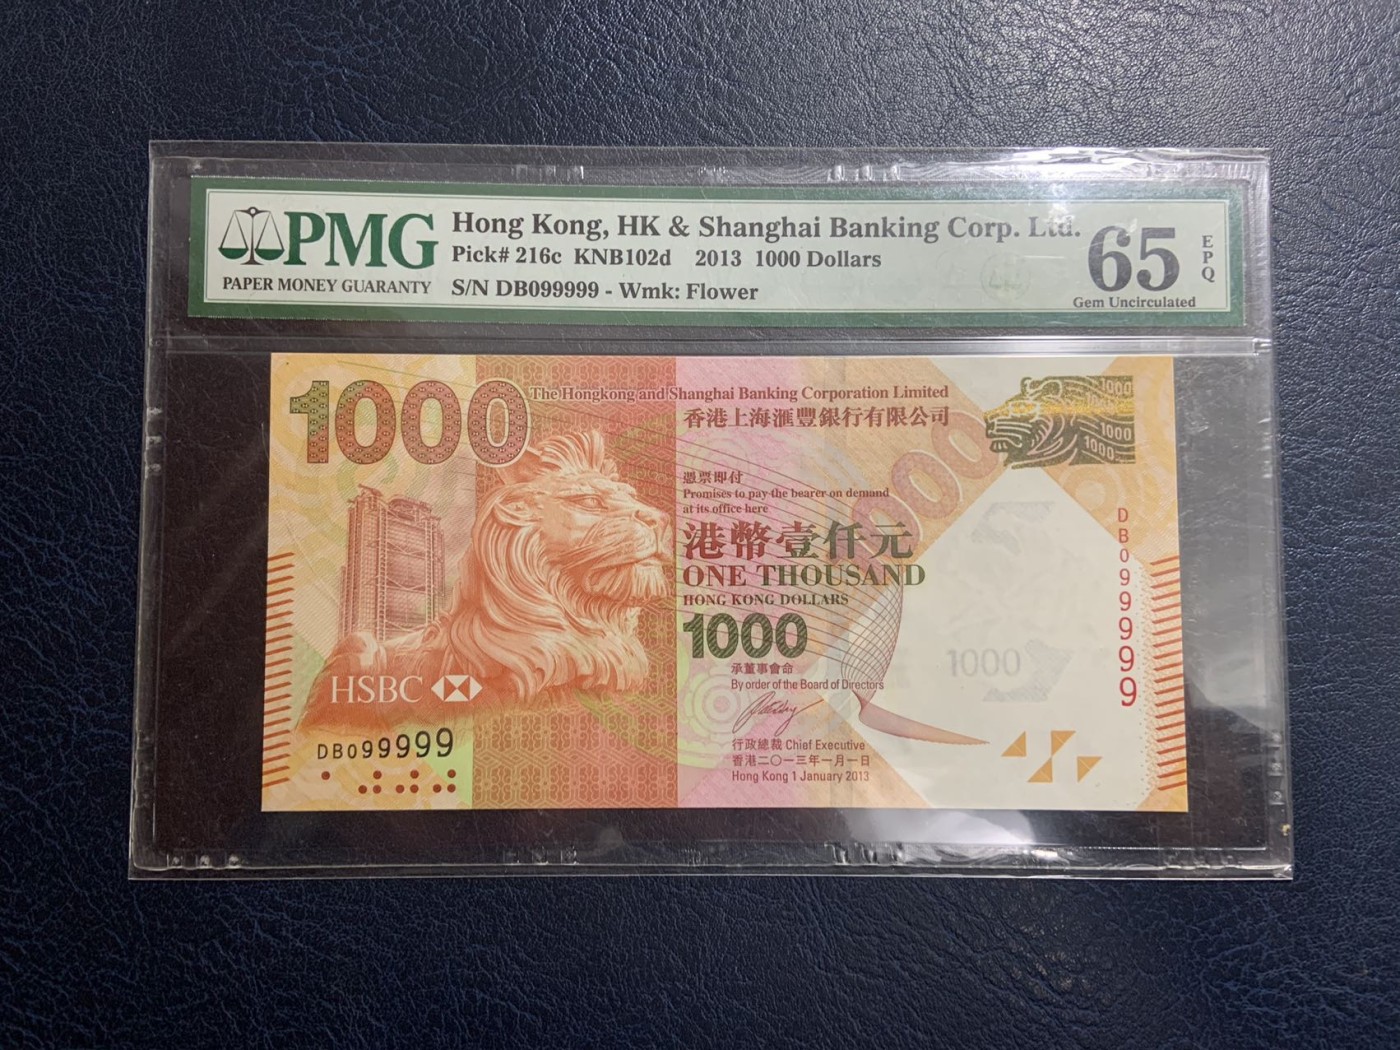 PMG
PAPER MONEY GUARANTY
Hong Kong, HK & Shanghai Banking Corp. Ltd.
Pick# 216c KNB102d 2013 1000 Dollars
S/N DB099999 - Wmk: Flower
65
EPQ
Gem Uncirculated
1000
The Hongkong and Shanghai Banking Corporation Limited
香港上海滙豐銀行有限公司
1000
1000
1000
1000
1000
憑票即付
Promises to pay the bearer on demand
at its office here
港幣壹仟元
ONE THOUSAND
HONG KONG DOLLARS
1000
承董事會命
By order of the Board of Directors
行政總裁 Chief Executive
香港二〇一三年一月一日
Hong Kong 1 January 2013
HSBC
DB099999
1000
DB099999